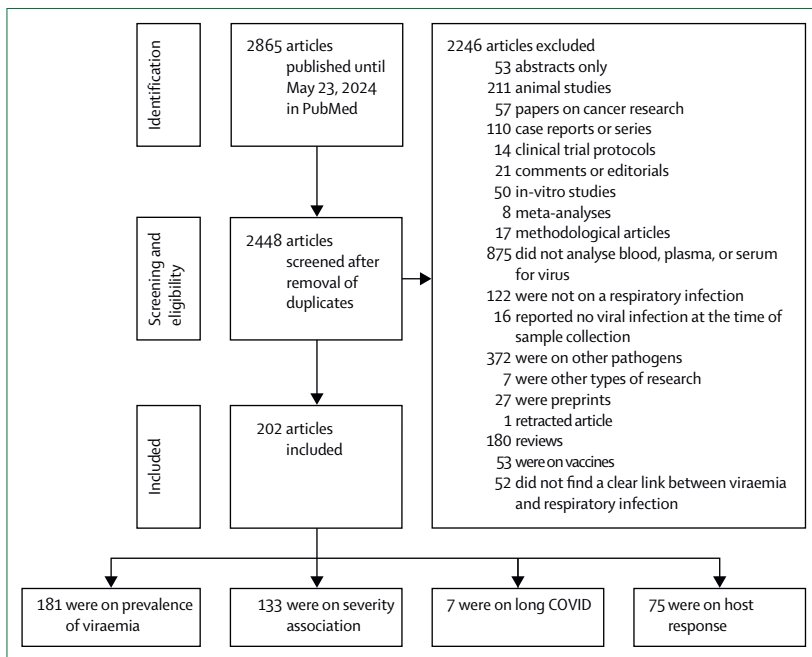 Identification
2865 articles
published until
May 23, 2024
in PubMed
Screening and
eligibility
2448 articles
screened after
removal of
duplicates
Included
202 articles
included
2246 articles excluded
53 abstracts only
211 animal studies
57 papers on cancer research
110 case reports or series
14 clinical trial protocols
21 comments or editorials
50 in-vitro studies
8 meta-analyses
17 methodological articles
875 did not analyse blood, plasma, or serum
for virus
122 were not on a respiratory infection
16 reported no viral infection at the time of
sample collection
372 were on other pathogens
7 were other types of research
27 were preprints
1 retracted article
180 reviews
53 were on vaccines
52 did not find a clear link between viraemia
and respiratory infection
181 were on prevalence
of viraemia
133 were on severity
association
7 were on long COVID
75 were on host
response